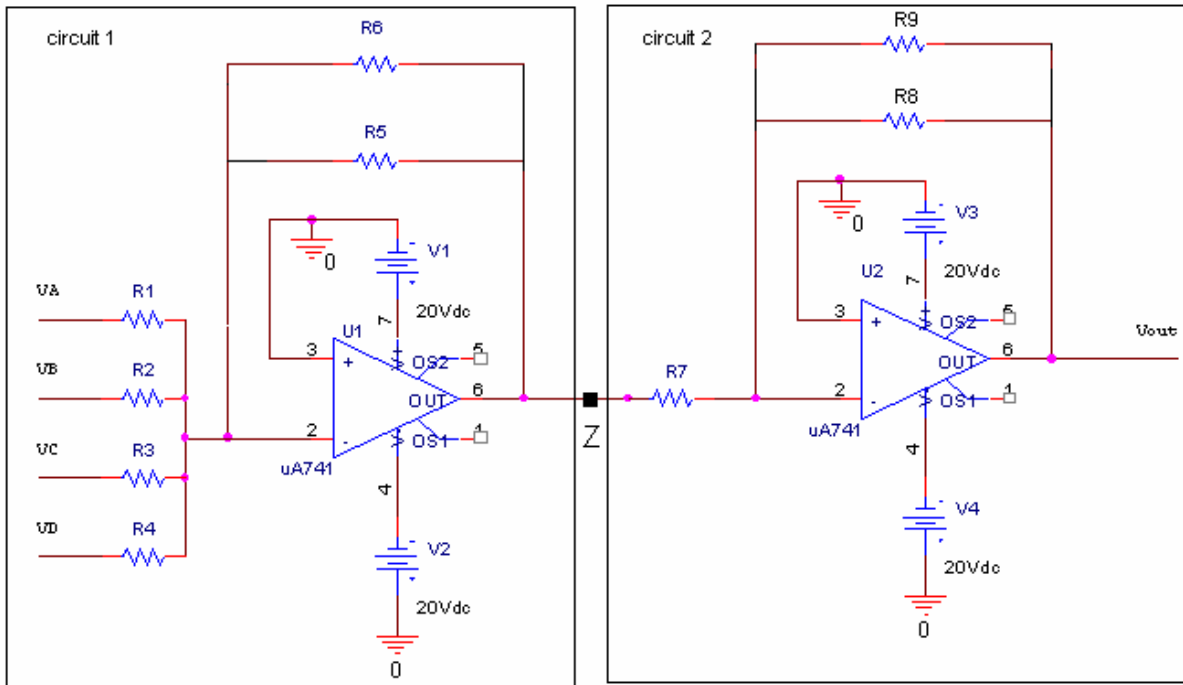 circuit 1
R6
R5
0
V1
7
20Vdc
U1
3
+
OS2
5
6
OUT
2
-
OS1
1
uA741
4
V2
20Vdc
0
VA
R1
VB
R2
VC
R3
VD
R4
Z
circuit 2
R9
R8
0
V3
U2
7
20Vdc
3
+
OS2
5
OUT
6
Vout
R7
2
-
OS1
1
uA741
4
V4
20Vdc
0